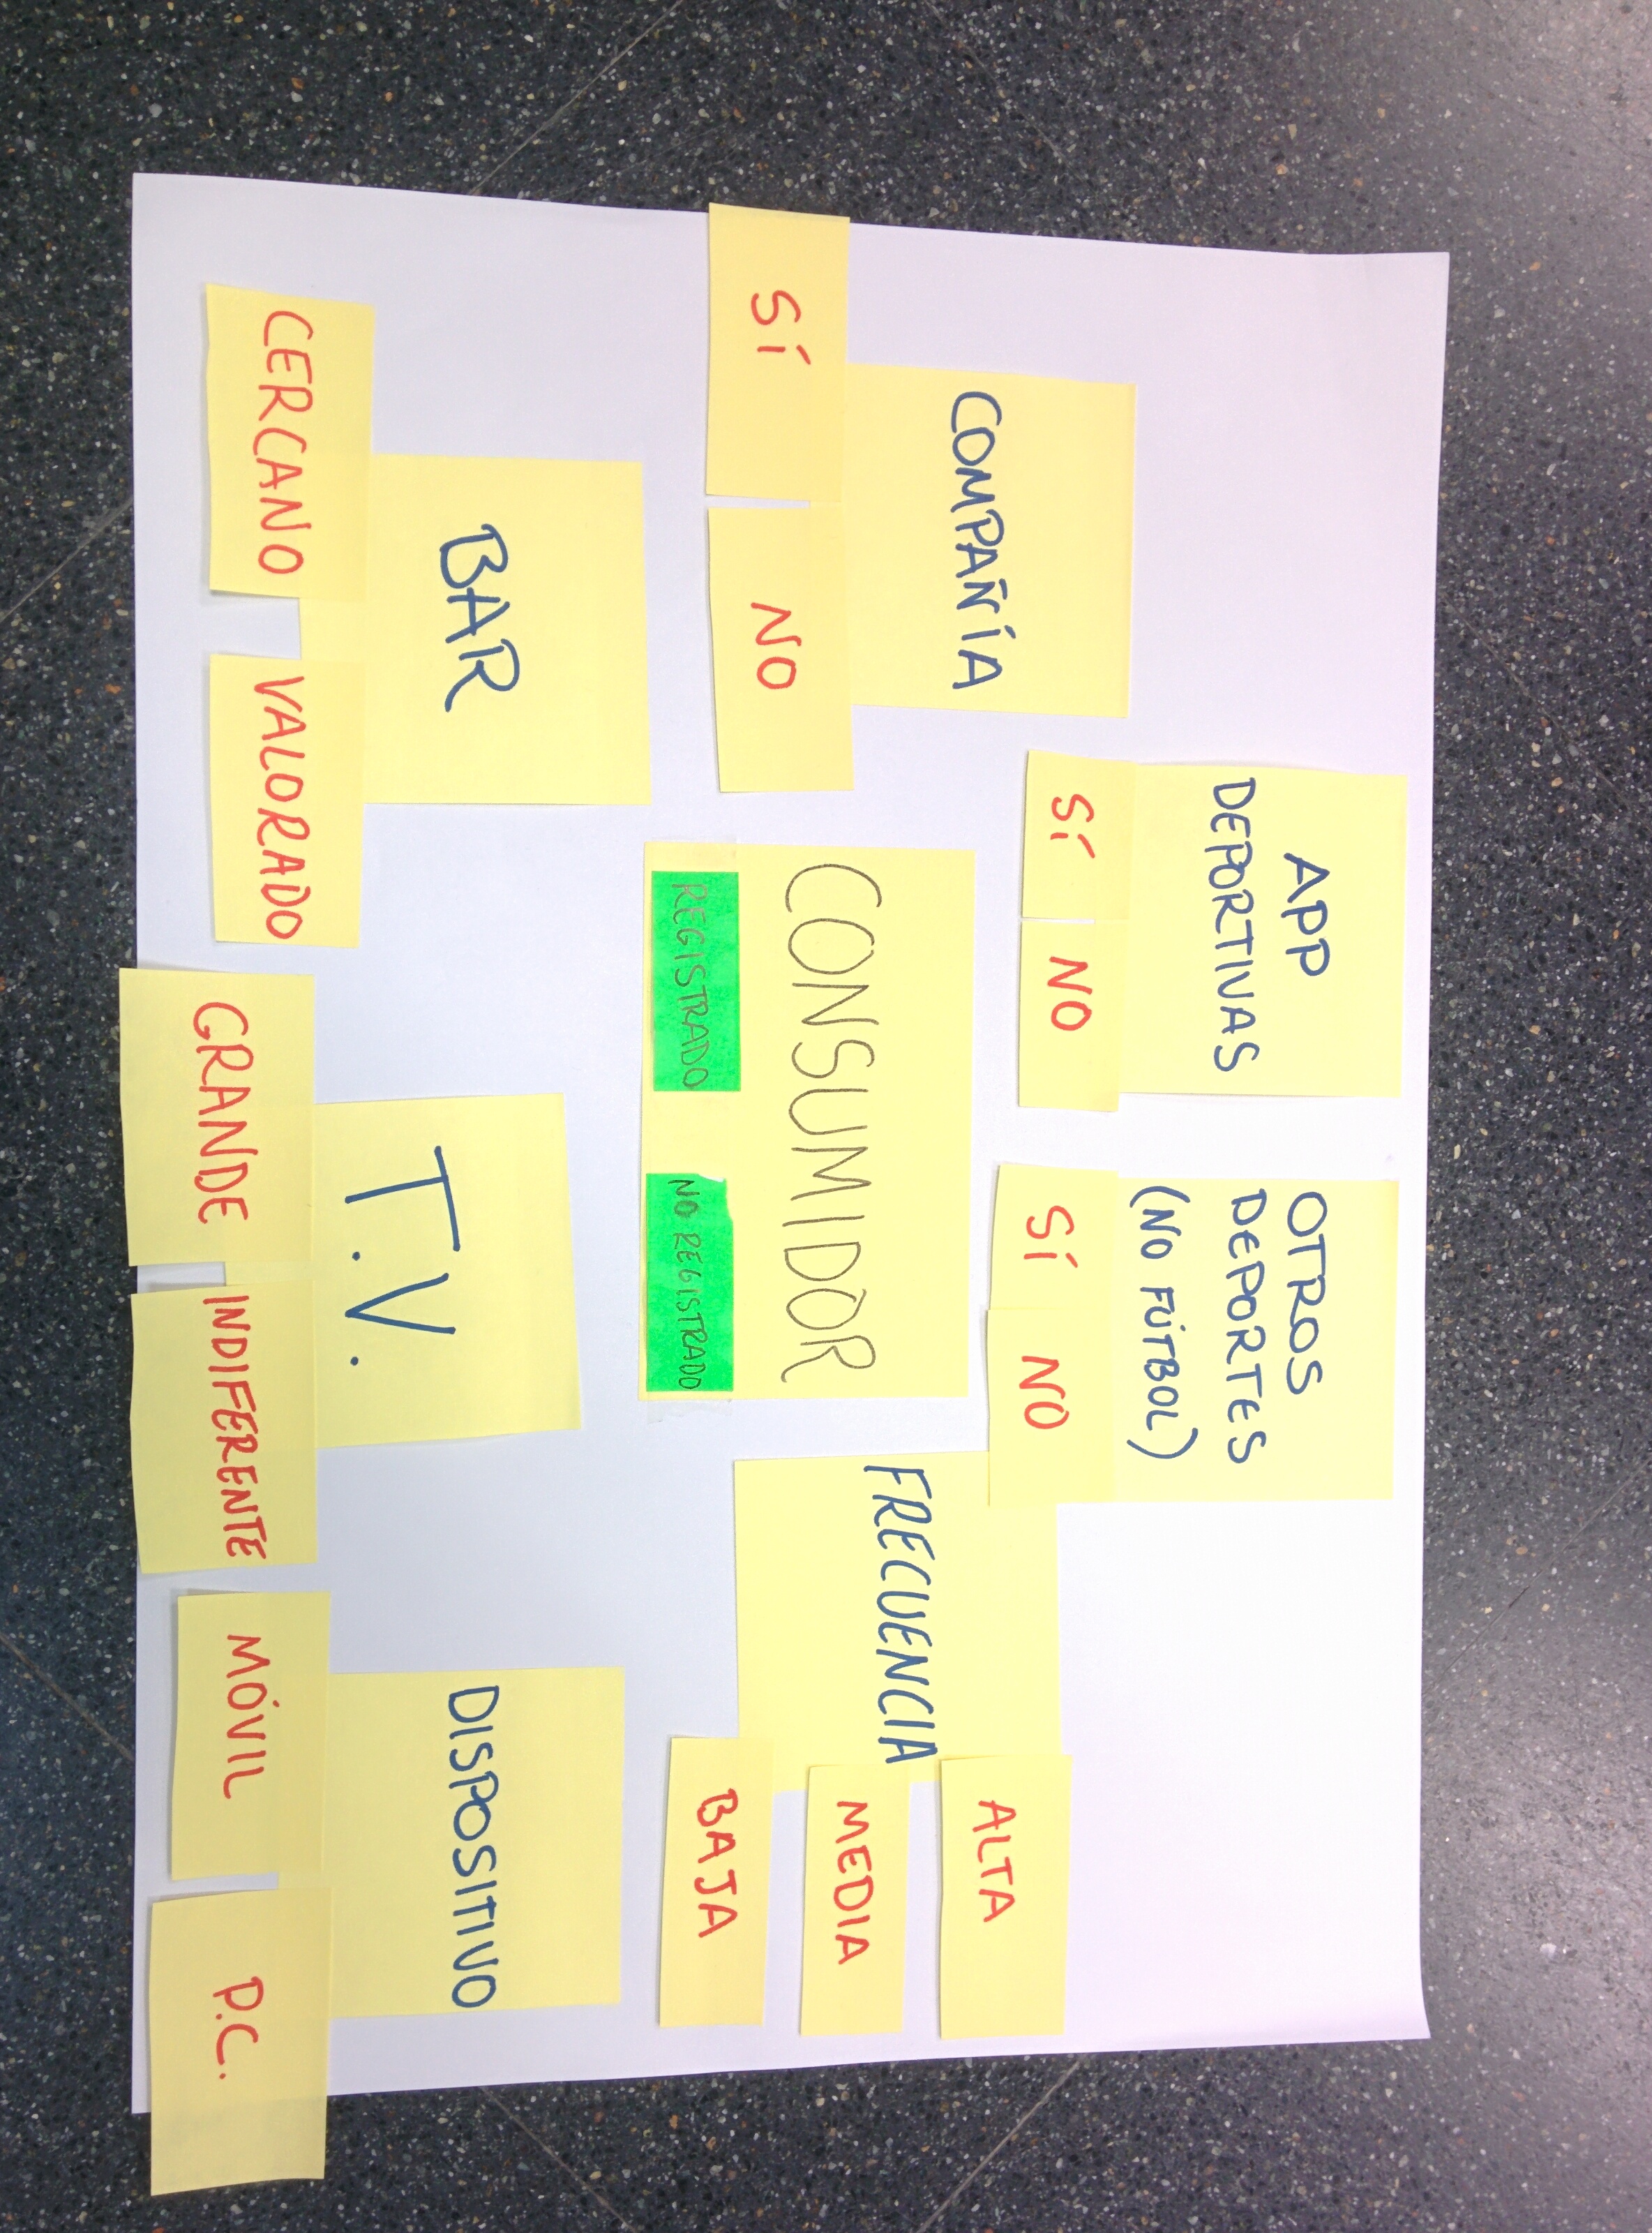 APP
DEPORTIVAS
SÍ
NO
OTROS
DEPORTES
(NO FÚTBOL)
SÍ
NO
COMPAÑÍA
SÍ
NO
CONSUMIDOR
REGISTRADO
NO REGISTRADO
FRECUENCIA
ALTA
MEDIA
BAJA
BAR
CERCANO
VALORADO
T.V.
GRANDE
INDIFERENTE
DISPOSITIVO
MÓVIL
P.C.